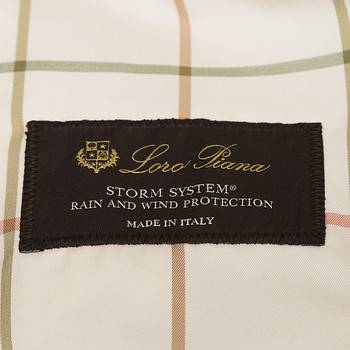 Loro Piana
STORM SYSTEM®
RAIN AND WIND PROTECTION
MADE IN ITALY